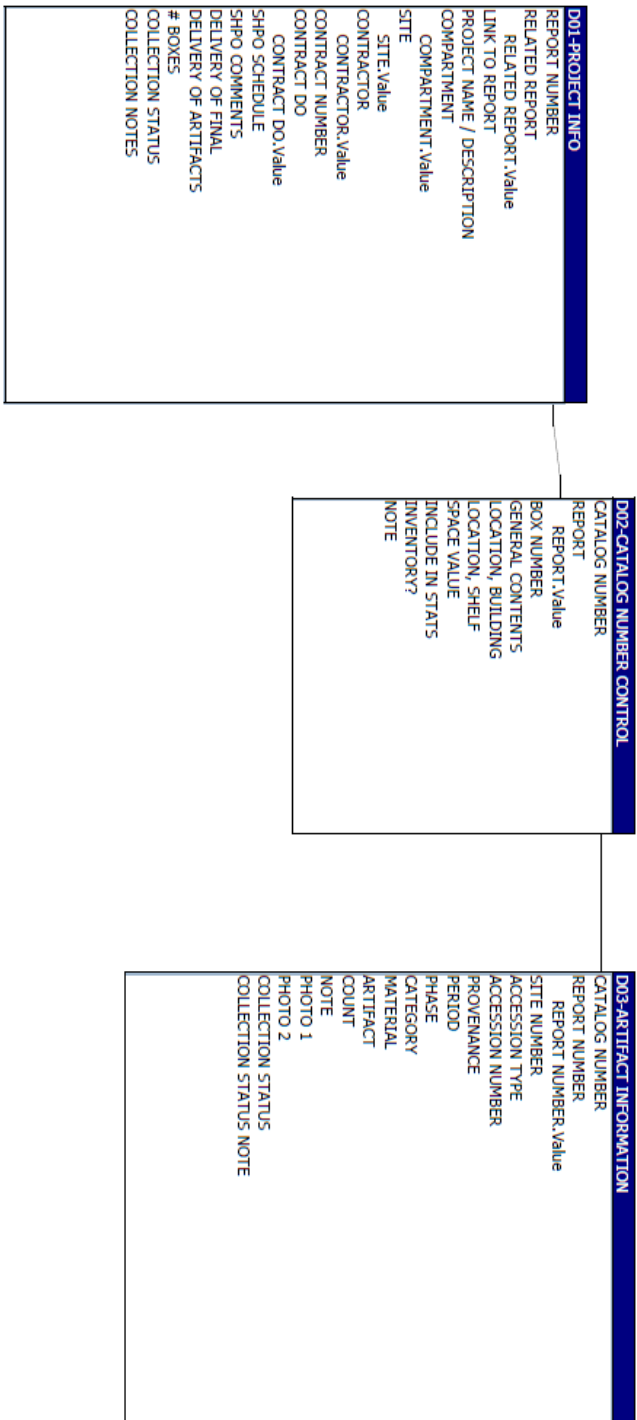 D01-PROJECT INFO
REPORT NUMBER
RELATED REPORT
RELATED REPORT.Value
LINK TO REPORT
PROJECT NAME / DESCRIPTION
COMPARTMENT
COMPARTMENT.Value
SITE
SITE.Value
CONTRACTOR
CONTRACTOR.Value
CONTRACT NUMBER
CONTRACT DO
CONTRACT DO.Value
SHPO SCHEDULE
SHPO COMMENTS
DELIVERY OF FINAL
DELIVERY OF ARTIFACTS
# BOXES
COLLECTION STATUS
COLLECTION NOTES
D02-CATALOG NUMBER CONTROL
CATALOG NUMBER
REPORT
REPORT.Value
BOX NUMBER
GENERAL CONTENTS
LOCATION, BUILDING
LOCATION, SHELF
SPACE VALUE
INCLUDE IN STATS
INVENTORY?
NOTE
D03-ARTIFACT INFORMATION
CATALOG NUMBER
REPORT NUMBER
REPORT NUMBER.Value
SITE NUMBER
ACCESSION TYPE
ACCESSION NUMBER
PROVENANCE
PERIOD
PHASE
CATEGORY
MATERIAL
ARTIFACT
COUNT
NOTE
PHOTO 1
PHOTO 2
COLLECTION STATUS
COLLECTION STATUS NOTE